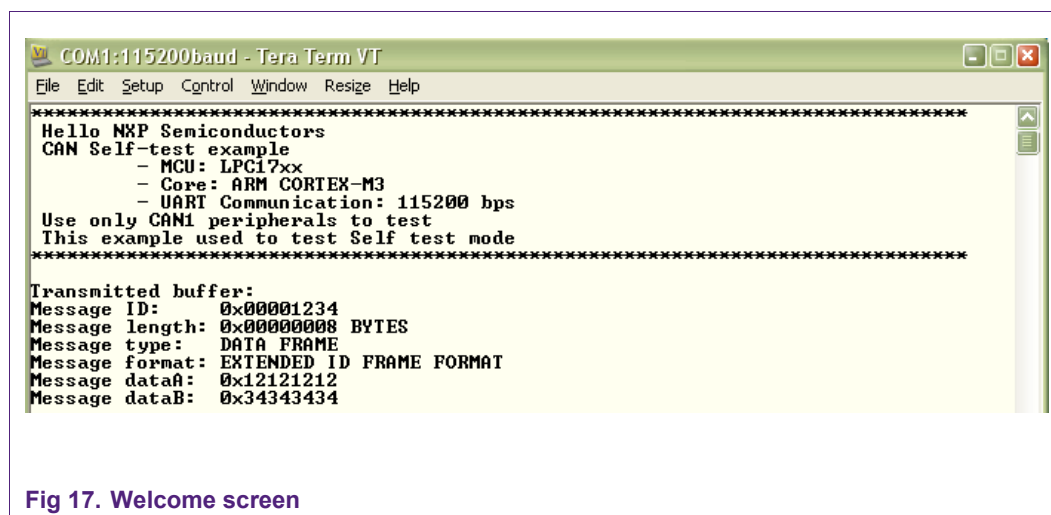 COM1:115200baud - Tera Term VT
File Edit Setup Control Window Resize Help
********************************************************************************
Hello NXP Semiconductors
CAN Self-test example
- MCU: LPC17xx
- Core: ARM CORTEX-M3
- UART Communication: 115200 bps
Use only CAN1 peripherals to test
This example used to test Self test mode
********************************************************************************
Transmitted buffer:
Message ID: 0x00001234
Message length: 0x00000008 BYTES
Message type: DATA FRAME
Message format: EXTENDED ID FRAME FORMAT
Message dataA: 0x12121212
Message dataB: 0x34343434
Fig 17. Welcome screen